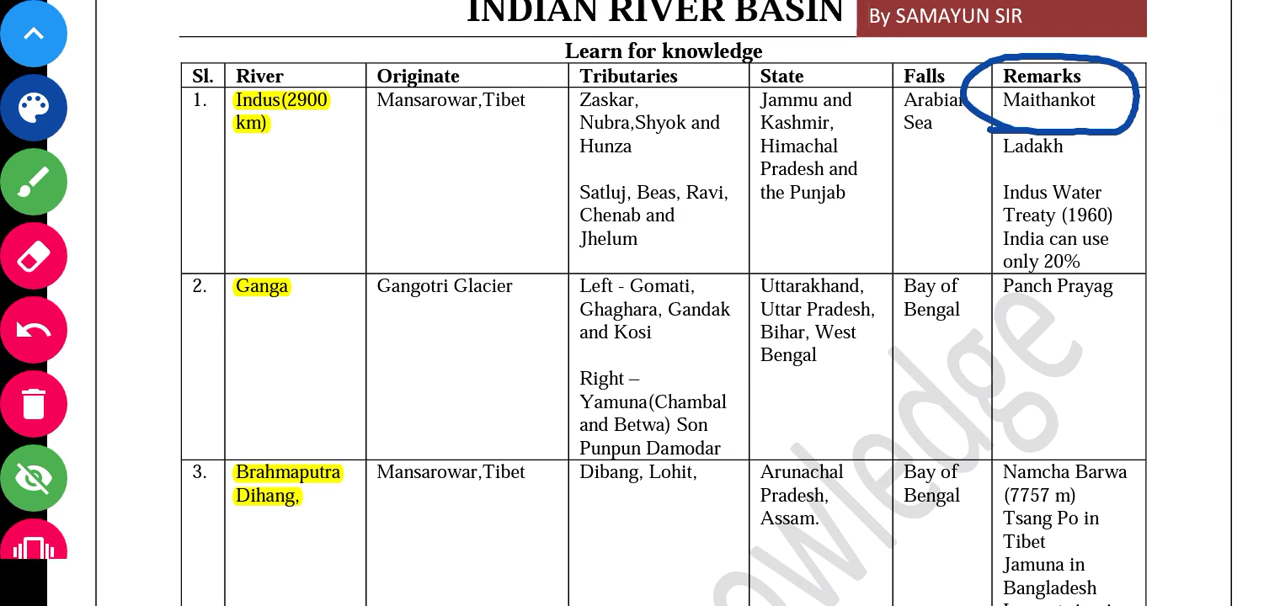 INDIAN RIVER BASIN
By SAMAYUN SIR
Learn for knowledge
Sl. River Originate Tributaries State Falls Remarks
1. Indus(2900 km) Mansarowar,Tibet Zaskar, Nubra,Shyok and Hunza Satluj, Beas, Ravi, Chenab and Jhelum Jammu and Kashmir, Himachal Pradesh and the Punjab Arabian Sea Maithankot Ladakh Indus Water Treaty (1960) India can use only 20%
2. Ganga Gangotri Glacier Left - Gomati, Ghaghara, Gandak and Kosi Right – Yamuna(Chambal and Betwa) Son Punpun Damodar Uttarakhand, Uttar Pradesh, Bihar, West Bengal Bay of Bengal Panch Prayag
3. Brahmaputra Dihang, Mansarowar,Tibet Dibang, Lohit, Arunachal Pradesh, Assam. Bay of Bengal Namcha Barwa (7757 m) Tsang Po in Tibet Jamuna in Bangladesh